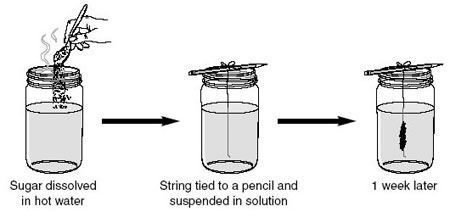 Sugar dissolved
in hot water
String tied to a pencil and
suspended in solution
1 week later